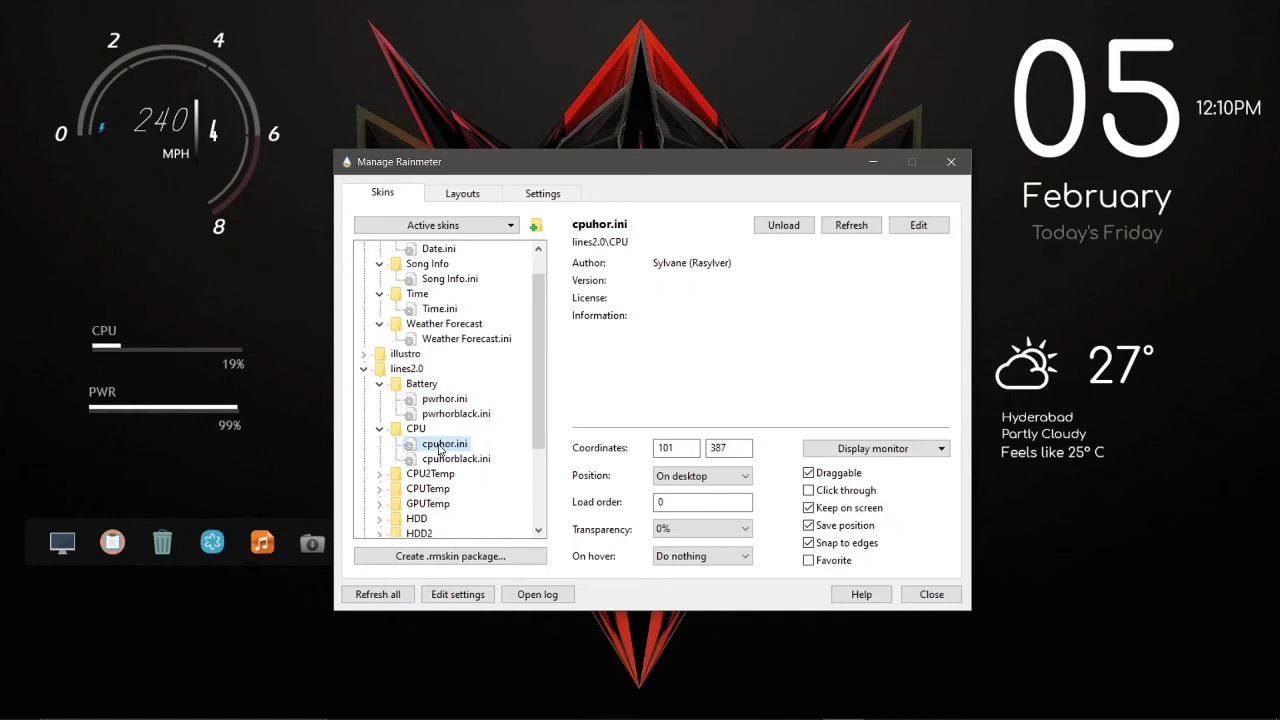 2
4
0
240
4
6
MPH
8
CPU
19%
PWR
99%
Manage Rainmeter
Skins
Layouts
Settings
Active skins
Date.ini
Song Info
Song Info.ini
Time
Time.ini
Weather Forecast
Weather Forecast.ini
illustro
lines2.0
Battery
pwrhor.ini
pwrhorblack.ini
CPU
cpuhor.ini
cpuhorblack.ini
CPU2Temp
CPUTemp
GPUTemp
HDD
HDD2
Create .rmskin package...
cpuhor.ini
Unload
Refresh
Edit
lines2.0\CPU
Author: Sylvane (Rasylver)
Version:
License:
Information:
Coordinates: 101 387
Position: On desktop
Load order: 0
Transparency: 0%
On hover: Do nothing
Display monitor
Draggable
Click through
Keep on screen
Save position
Snap to edges
Favorite
Refresh all
Edit settings
Open log
Help
Close
05
12:10PM
February
Today's Friday
27°
Hyderabad
Partly Cloudy
Feels like 25° C